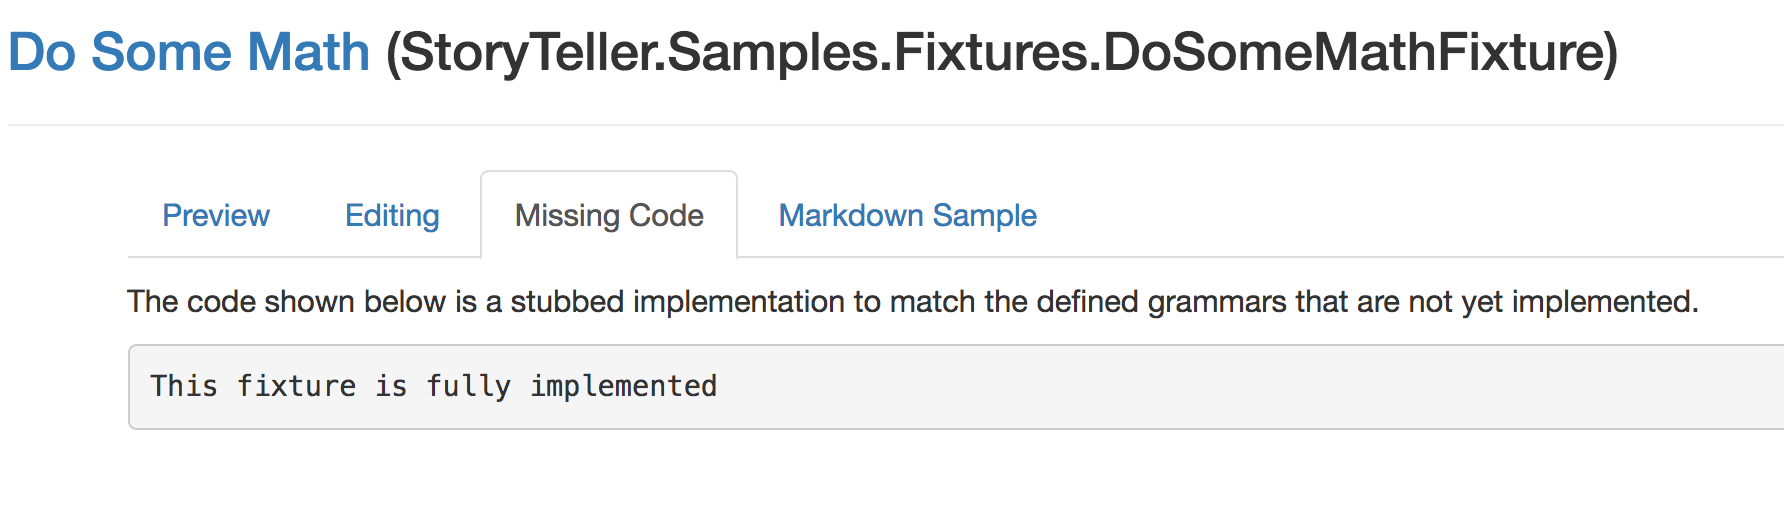 Do Some Math (StoryTeller.Samples.Fixtures.DoSomeMathFixture)
Preview Editing Missing Code Markdown Sample
The code shown below is a stubbed implementation to match the defined grammars that are not yet implemented.
This fixture is fully implemented